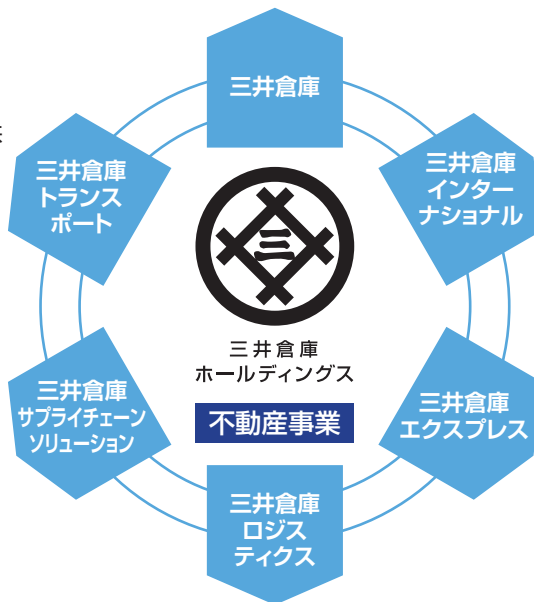 三井倉庫
三井倉庫
トランス
ポート
三井倉庫
インター
ナショナル
三
三井倉庫
ホールディングス
不動産事業
三井倉庫
サプライチェーン
ソリューション
三井倉庫
エクスプレス
三井倉庫
ロジス
ティクス